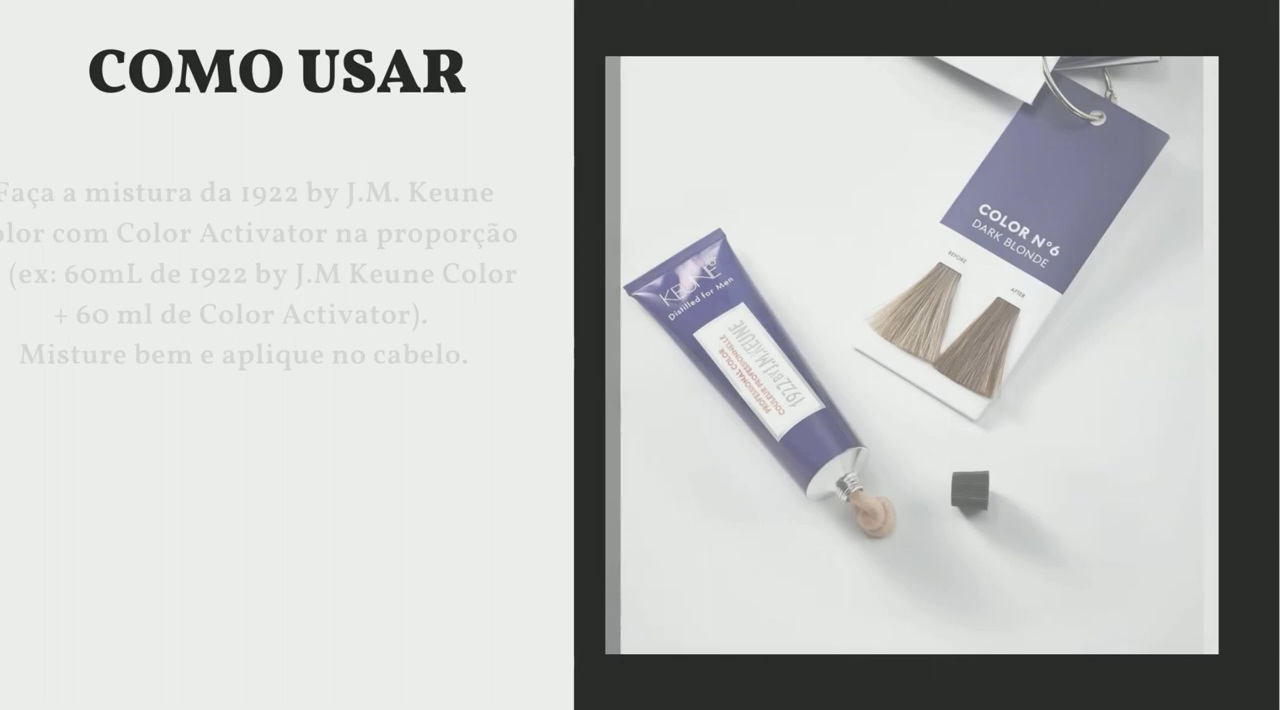 COMO USAR
Faça a mistura da 1922 by J.M. Keune
olor com Color Activator na proporção
(ex: 60mL de 1922 by J.M Keune Color
+ 60 ml de Color Activator).
Misture bem e aplique no cabelo.
COLOR Nº6
DARK BLONDE
BEFORE
AFTER
KEUNE
Distilled for Men
1922 BY J.M.KEUNE
COULEUR PROFESSIONNELLE
PROFESSIONAL COLOR